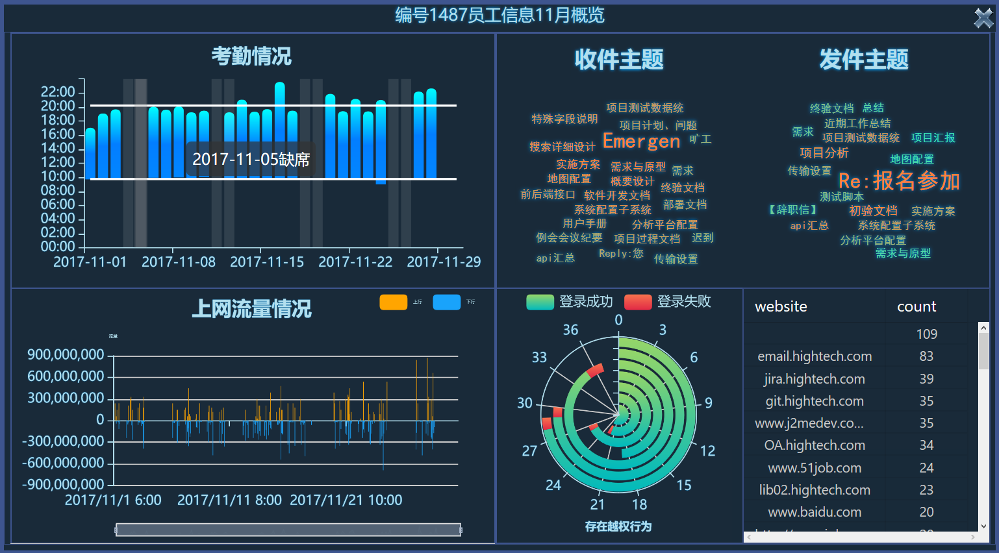 编号1487员工信息11月概览
考勤情况
22:00
20:00
18:00
16:00
14:00
12:00
10:00
08:00
06:00
04:00
02:00
00:00
2017-11-05缺席
2017-11-01
2017-11-08
2017-11-15
2017-11-22
2017-11-29
收件主题
项目测试数据统
特殊字段说明
项目计划、问题
Emergen
旷工
搜索详细设计
实施方案
需求与原型
需求
地图配置
概要设计
终验文档
前后端接口
软件开发文档
部署文档
系统配置子系统
用户手册
分析平台配置
例会会议纪要
项目过程文档
迟到
api汇总
Reply:您
传输设置
发件主题
终验文档
总结
近期工作总结
需求
项目测试数据统
项目汇报
项目分析
地图配置
传输设置
Re:报名参加
测试脚本
【辞职信】
初验文档
实施方案
api汇总
系统配置子系统
分析平台配置
需求与原型
上网流量情况
上行
下行
流量
900,000,000
600,000,000
300,000,000
0
-300,000,000
-600,000,000
-900,000,000
2017/11/1 6:00
2017/11/11 8:00
2017/11/21 10:00
登录成功
登录失败
0
3
6
9
12
15
18
21
24
27
30
33
36
存在越权行为
website count
109
email.hightech.com 83
jira.hightech.com 39
git.hightech.com 35
www.j2medev.co... 35
OA.hightech.com 34
www.51job.com 24
lib02.hightech.com 23
www.baidu.com 20